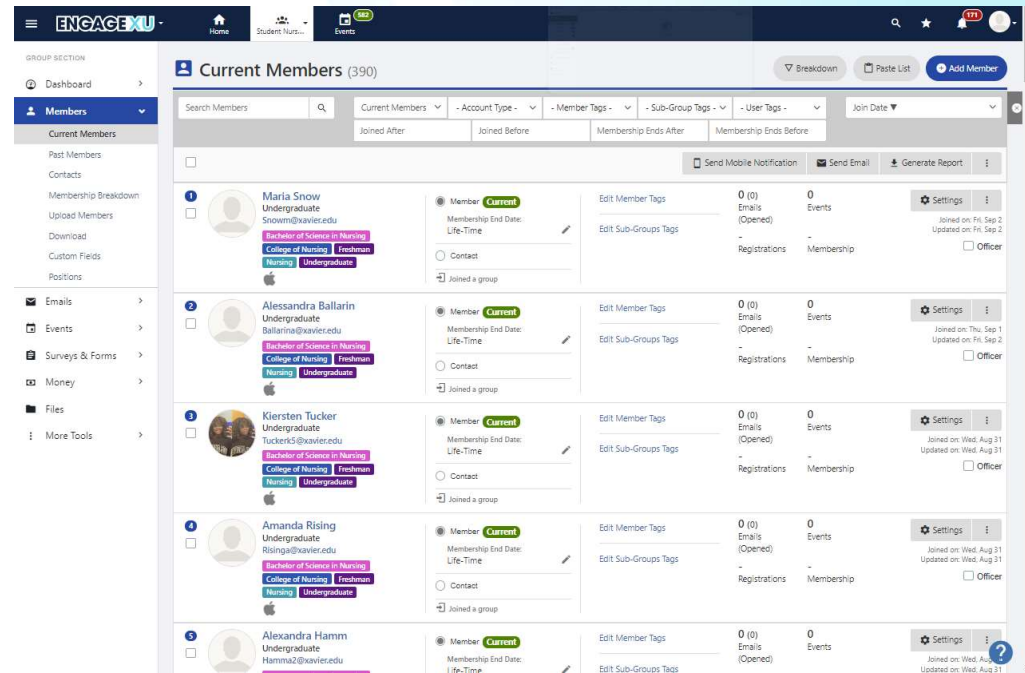 ENGAGEXU
Home
Student Nurs...
582
Events
171
GROUP SECTION
Dashboard
Members
Current Members
Past Members
Contacts
Membership Breakdown
Upload Members
Download
Custom Fields
Positions
Emails
Events
Surveys & Forms
Money
Files
More Tools
Current Members (390)
Breakdown
Paste List
Add Member
Search Members
Current Members
- Account Type -
- Member Tags -
- Sub-Group Tags -
- User Tags -
Join Date ▼
Joined After
Joined Before
Membership Ends After
Membership Ends Before
Send Mobile Notification
Send Email
Generate Report
1
Maria Snow
Undergraduate
Snowm@xavier.edu
Bachelor of Science in Nursing
College of Nursing Freshman
Nursing Undergraduate
Member Current
Membership End Date:
Life-Time
Contact
Joined a group
Edit Member Tags
Edit Sub-Groups Tags
0 (0)
Emails
(Opened)
-
Registrations
0
Events
-
Membership
Settings
Joined on: Fri, Sep 2
Updated on: Fri, Sep 2
Officer
2
Alessandra Ballarin
Undergraduate
Ballarina@xavier.edu
Bachelor of Science in Nursing
College of Nursing Freshman
Nursing Undergraduate
Member Current
Membership End Date:
Life-Time
Contact
Joined a group
Edit Member Tags
Edit Sub-Groups Tags
0 (0)
Emails
(Opened)
-
Registrations
0
Events
-
Membership
Settings
Joined on: Thu, Sep 1
Updated on: Fri, Sep 2
Officer
3
Kiersten Tucker
Undergraduate
Tuckerk5@xavier.edu
Bachelor of Science in Nursing
College of Nursing Freshman
Nursing Undergraduate
Member Current
Membership End Date:
Life-Time
Contact
Joined a group
Edit Member Tags
Edit Sub-Groups Tags
0 (0)
Emails
(Opened)
-
Registrations
0
Events
-
Membership
Settings
Joined on: Wed, Aug 31
Updated on: Wed, Aug 31
Officer
4
Amanda Rising
Undergraduate
Risinga@xavier.edu
Bachelor of Science in Nursing
College of Nursing Freshman
Nursing Undergraduate
Member Current
Membership End Date:
Life-Time
Contact
Joined a group
Edit Member Tags
Edit Sub-Groups Tags
0 (0)
Emails
(Opened)
-
Registrations
0
Events
-
Membership
Settings
Joined on: Wed, Aug 31
Updated on: Wed, Aug 31
Officer
5
Alexandra Hamm
Undergraduate
Hamma2@xavier.edu
Member Current
Membership End Date:
Life-Time
Edit Member Tags
Edit Sub-Groups Tags
0 (0)
Emails
(Opened)
0
Events
Settings
Joined on: Wed, Aug
Updated on: Wed, Aug 31
?